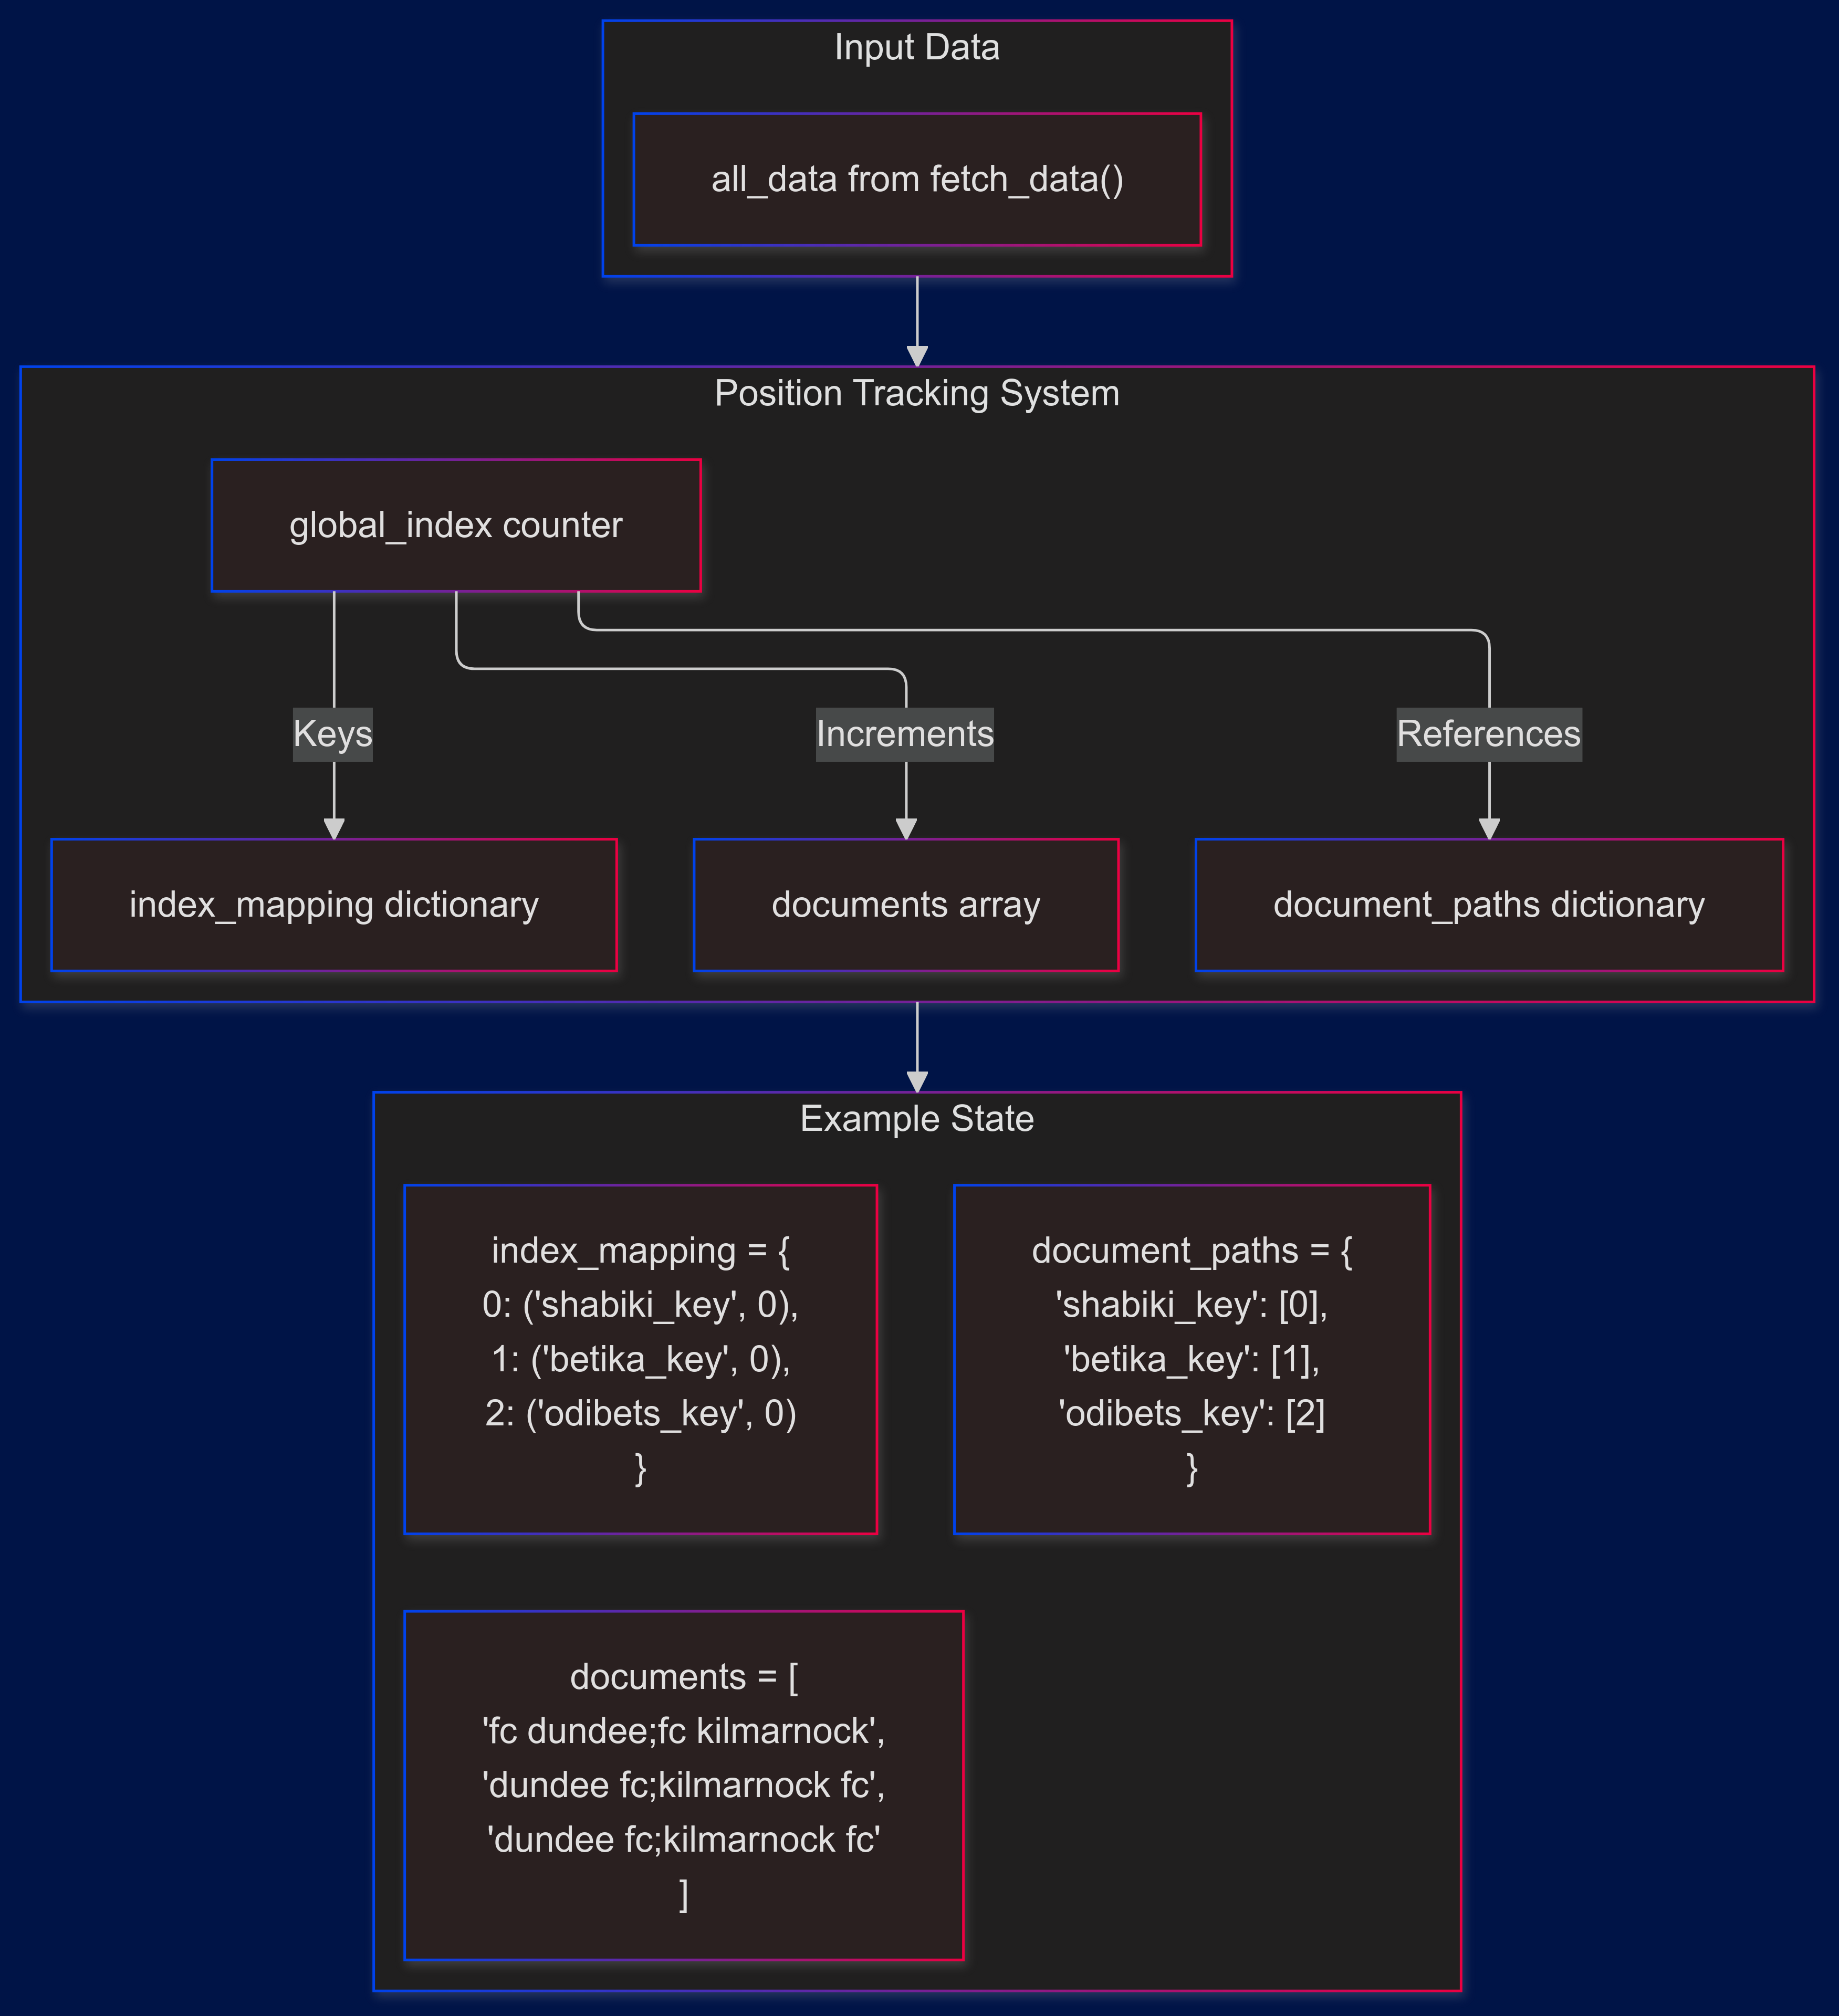 Input Data
all_data from fetch_data()
Position Tracking System
global_index counter
Keys
Increments
References
index_mapping dictionary
documents array
document_paths dictionary
Example State
index_mapping = {
0: ('shabiki_key', 0),
1: ('betika_key', 0),
2: ('odibets_key', 0)
}
document_paths = {
'shabiki_key': [0],
'betika_key': [1],
'odibets_key': [2]
}
documents = [
'fc dundee;fc kilmarnock',
'dundee fc;kilmarnock fc',
'dundee fc;kilmarnock fc'
]